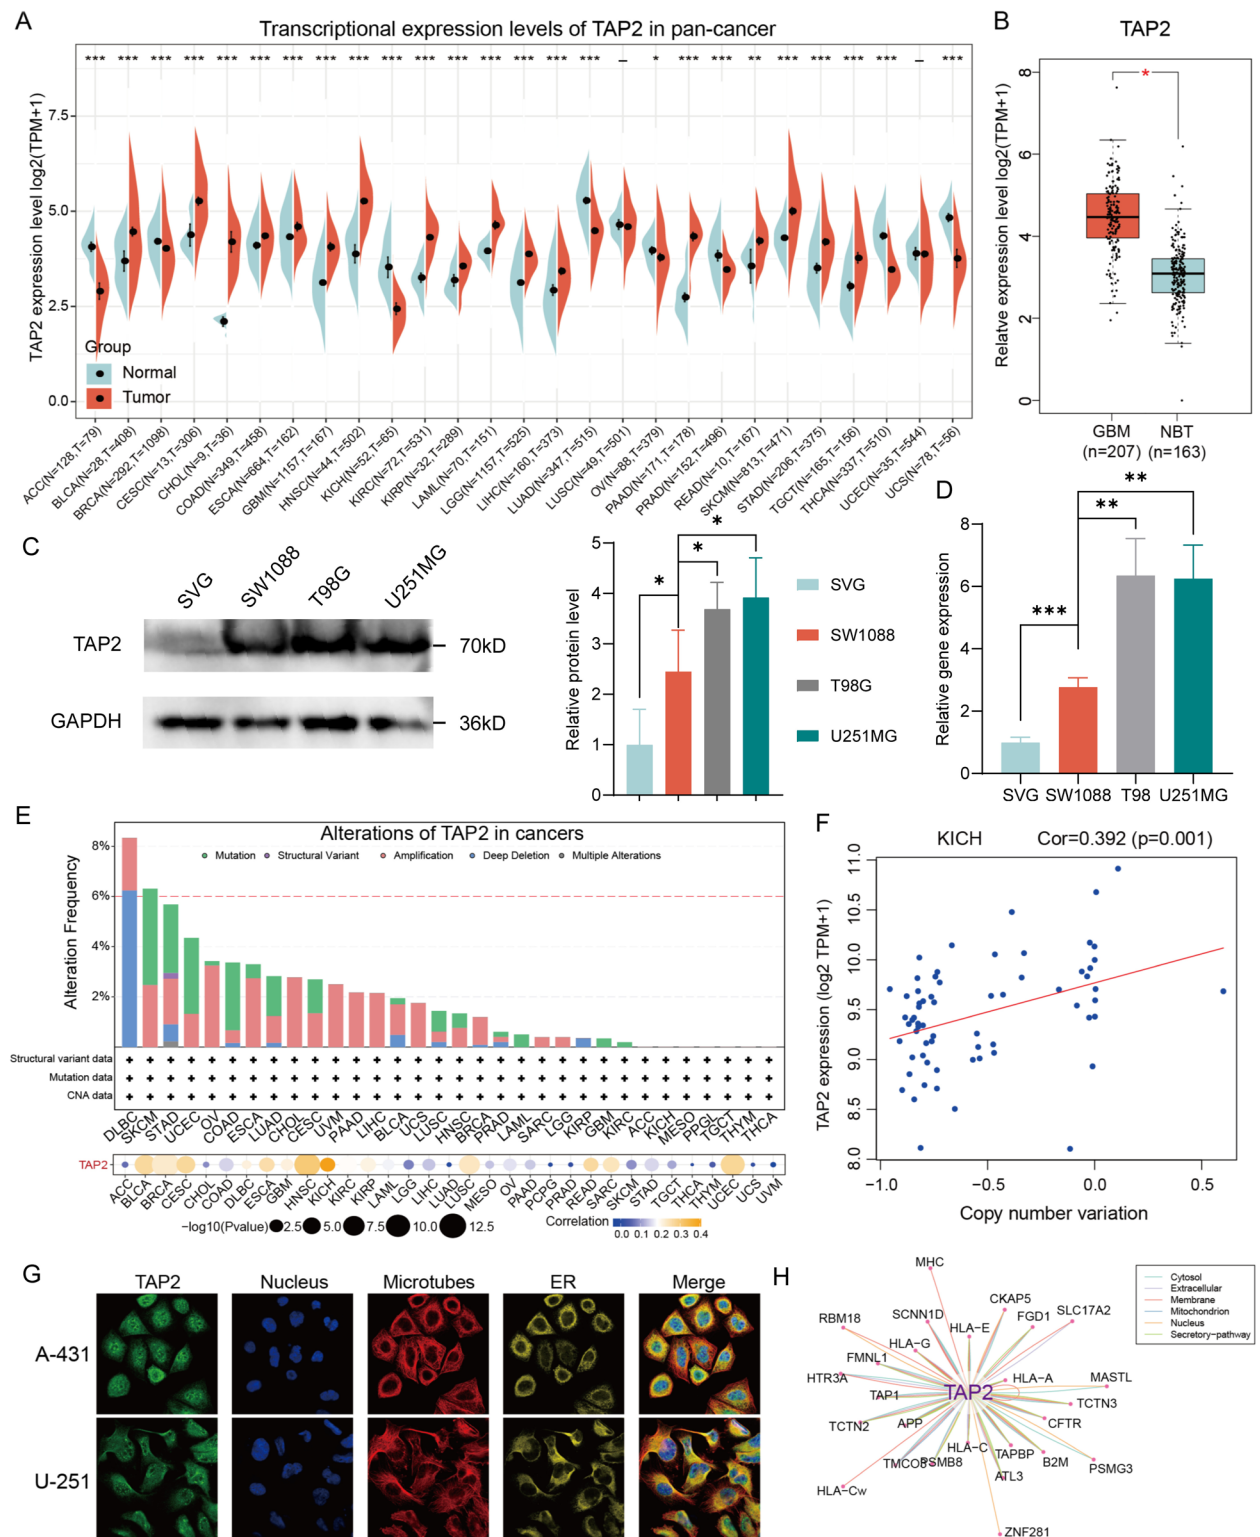 A
Transcriptional expression levels of TAP2 in pan-cancer
*** *** *** *** *** *** *** *** *** *** *** *** *** *** *** *** – * *** *** ** *** *** *** *** – ***
TAP2 expression level log2(TPM+1)
7.5
5.0
2.5
0.0
Group
Normal
Tumor
ACC(N=128,T=79)
BLCA(N=28,T=408)
BRCA(N=292,T=1098)
CESC(N=13,T=306)
CHOL(N=9,T=36)
COAD(N=349,T=458)
ESCA(N=664,T=162)
GBM(N=1157,T=167)
HNSC(N=44,T=502)
KICH(N=52,T=65)
KIRC(N=72,T=531)
KIRP(N=32,T=289)
LAML(N=70,T=151)
LGG(N=1157,T=525)
LIHC(N=160,T=373)
LUAD(N=347,T=515)
LUSC(N=49,T=501)
OV(N=88,T=379)
PAAD(N=171,T=178)
PRAD(N=152,T=496)
READ(N=10,T=167)
SKCM(N=813,T=471)
STAD(N=206,T=375)
TGCT(N=165,T=156)
THCA(N=337,T=510)
UCEC(N=35,T=544)
UCS(N=78,T=56)
B
TAP2
*
Relatve expression level log2(TPM+1)
8
6
4
2
0
GBM
(n=207)
NBT
(n=163)
C
SVG
SW1088
T98G
U251MG
TAP2
70kD
GAPDH
36kD
Relative protein level
5
4
3
2
1
0
*
*
*
SVG
SW1088
T98G
U251MG
D
Relative gene expression
8
6
4
2
0
***
**
**
SVG SW1088 T98 U251MG
E
Alterations of TAP2 in cancers
Mutation Structural Variant Amplification Deep Deletion Multiple Alterations
Alteration Frequency
8%
6%
4%
2%
Structural variant data + + + + + + + + + + + + + + + + + + + + + + + + + + + + + + + +
Mutation data + + + + + + + + + + + + + + + + + + + + + + + + + + + + + + + +
CNA data + + + + + + + + + + + + + + + + + + + + + + + + + + + + + + + +
DLBC SKCM STAD UCEC OV COAD ESCA LUAD CHOL CESC UVM PAAD LIHC BLCA UCS LUSC HNSC BRCA PRAD LAML SARC LGG KIRP GBM KIRC ACC KICH MESO PPGL TGCT THYM THCA
TAP2
ACC BLCA BRCA CESC CHOL COAD DLBC ESCA GBM HNSC KICH KIRC KIRP LAML LGG LIHC LUAD LUSC MESO OV PAAD PCPG PRAD READ SARC SKCM STAD TGCT THCA THYM UCEC UCS UVM
−log10(Pvalue) 2.5 5.0 7.5 10.0 12.5
Correlation
0.0 0.1 0.2 0.3 0.4
F
KICH Cor=0.392 (p=0.001)
TAP2 expression (log2 TPM+1)
11.0
10.5
10.0
9.5
9.0
8.5
8.0
−1.0 −0.5 0.0 0.5
Copy number variation
G
TAP2 Nucleus Microtubes ER Merge
A-431
U-251
H
MHC
CKAP5
RBM18
SCNN1D
FGD1
SLC17A2
HLA−E
HLA−G
FMNL1
HTR3A
HLA−A
MASTL
TAP2
TAP1
TCTN3
TCTN2
APP
CFTR
HLA−C
TAPBP
B2M
PSMB8
PSMG3
ATL3
HLA−Cw
ZNF281
Cytosol
Extracellular
Membrane
Mitochondrion
Nucleus
Secretory−pathway